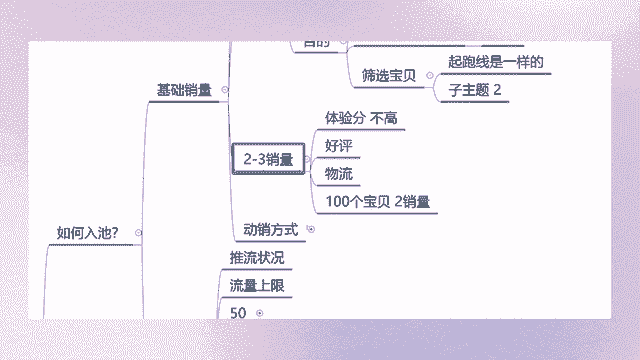 目的
筛选宝贝
起跑线是一样的
子主题 2
基础销量
2-3销量
体验分 不高
好评
物流
100个宝贝 2销量
动销方式
如何入池?
推流状况
流量上限
50